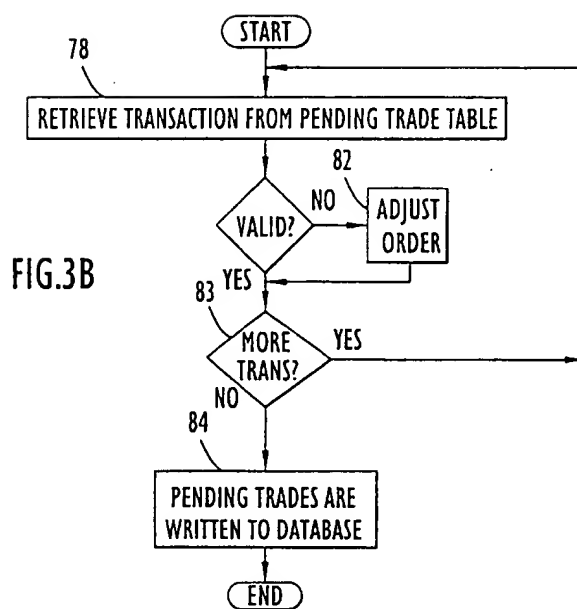 START
78
RETRIEVE TRANSACTION FROM PENDING TRADE TABLE
82
NO
VALID?
ADJUST
ORDER
FIG.3B
YES
83
MORE
TRANS?
YES
NO
84
PENDING TRADES ARE
WRITTEN TO DATABASE
END